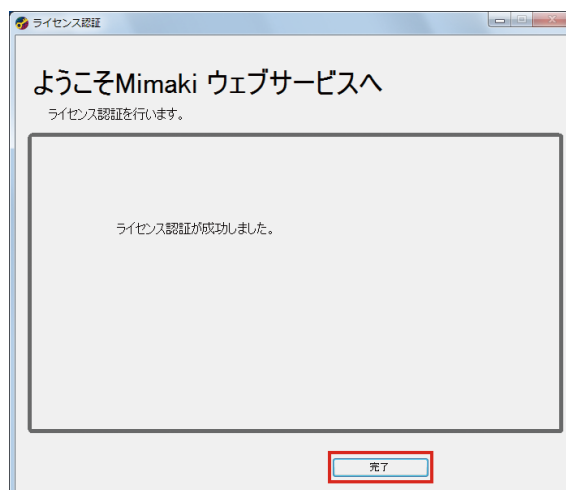 ライセンス認証
ようこそMimaki ウェブサービスへ
ライセンス認証を行います。
ライセンス認証が成功しました。
完了